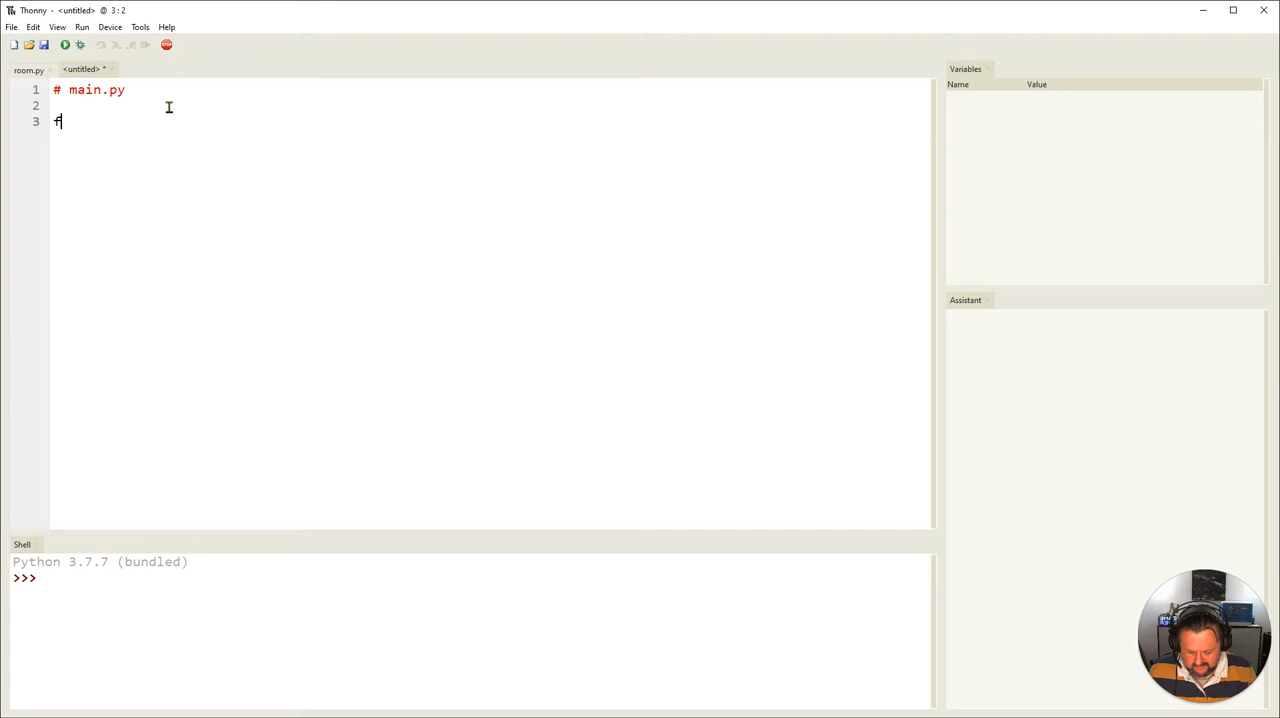 Thonny - <untitled> @ 3:2
File Edit View Run Device Tools Help
STOP
room.py
<untitled> *
1 # main.py
2
3 f
Variables
Name Value
Assistant
Shell
Python 3.7.7 (bundled)
>>>